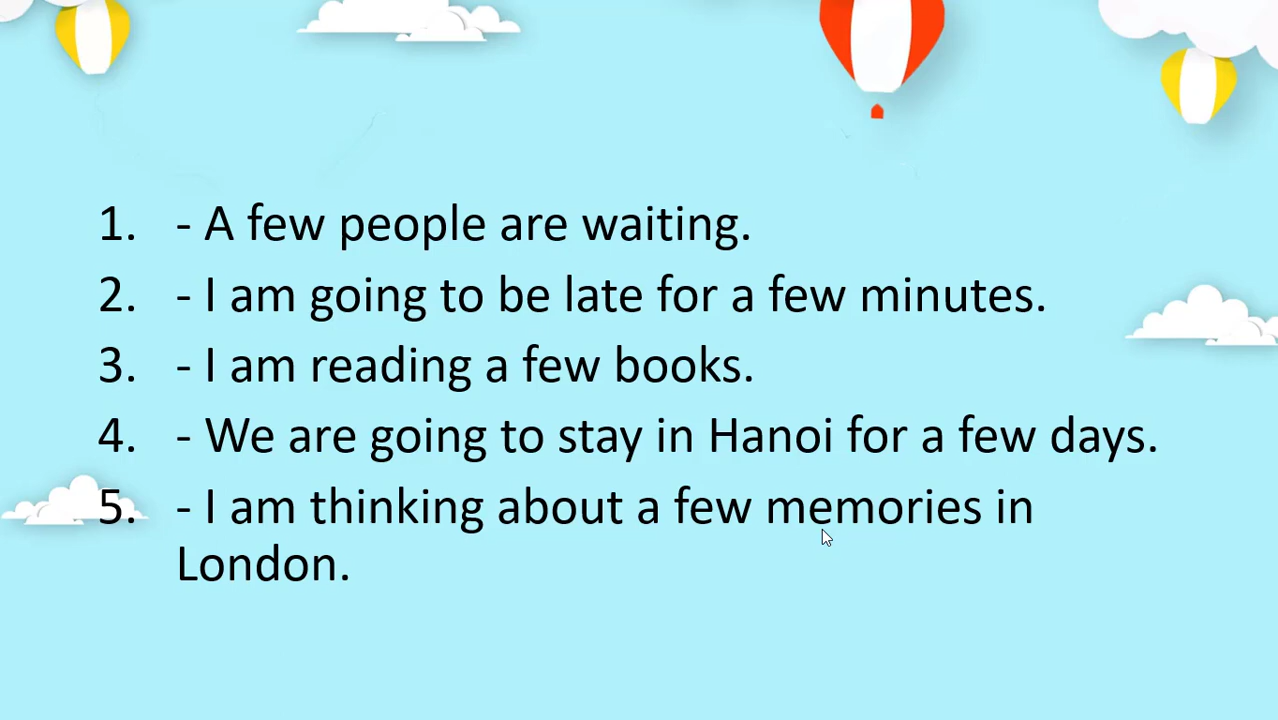 1. - A few people are waiting.
2. - I am going to be late for a few minutes.
3. - I am reading a few books.
4. - We are going to stay in Hanoi for a few days.
5. - I am thinking about a few memories in
London.